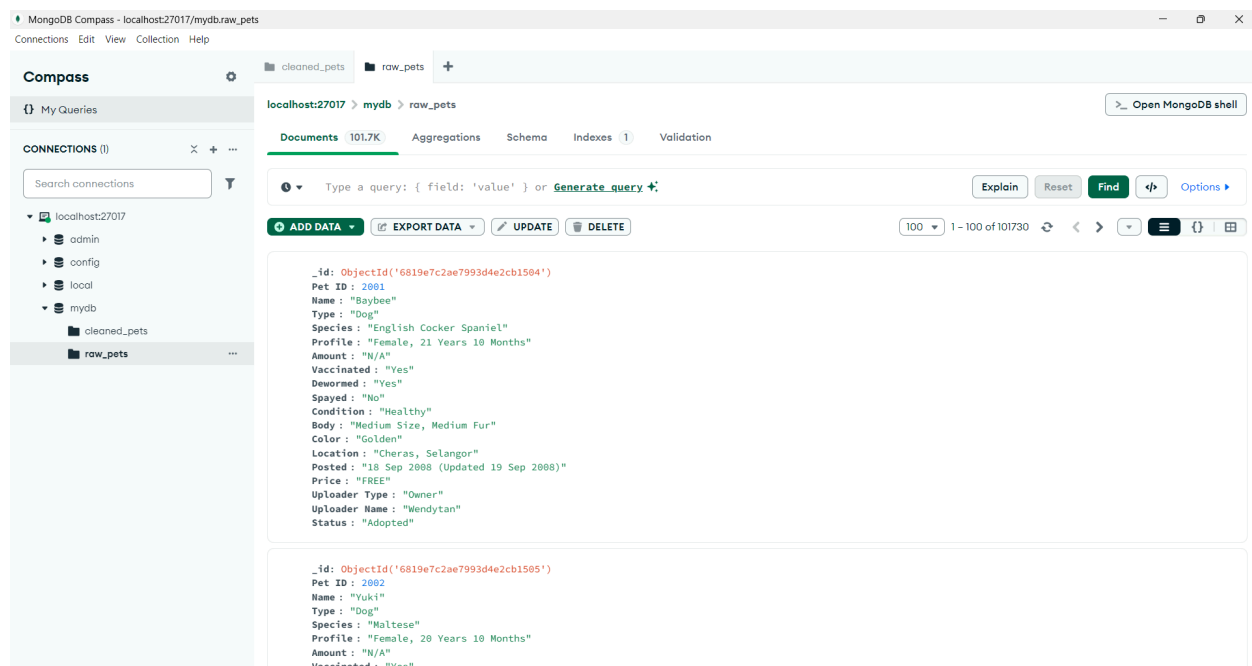 MongoDB Compass - localhost:27017/mydb.raw_pets
Connections Edit View Collection Help
Compass
{} My Queries
CONNECTIONS (1)
Search connections
localhost:27017
admin
config
local
mydb
cleaned_pets
raw_pets
cleaned_pets raw_pets
localhost:27017 > mydb > raw_pets
>_ Open MongoDB shell
Documents 101.7K Aggregations Schema Indexes 1 Validation
Type a query: { field: 'value' } or Generate query
Explain Reset Find </> Options
ADD DATA EXPORT DATA UPDATE DELETE
100 1 – 100 of 101730 {}
_id: ObjectId('6819e7c2ae7993d4e2cb1504')
Pet ID : 2001
Name : "Baybee"
Type : "Dog"
Species : "English Cocker Spaniel"
Profile : "Female, 21 Years 10 Months"
Amount : "N/A"
Vaccinated : "Yes"
Dewormed : "Yes"
Spayed : "No"
Condition : "Healthy"
Body : "Medium Size, Medium Fur"
Color : "Golden"
Location : "Cheras, Selangor"
Posted : "18 Sep 2008 (Updated 19 Sep 2008)"
Price : "FREE"
Uploader Type : "Owner"
Uploader Name : "Wendytan"
Status : "Adopted"
_id: ObjectId('6819e7c2ae7993d4e2cb1505')
Pet ID : 2002
Name : "Yuki"
Type : "Dog"
Species : "Maltese"
Profile : "Female, 20 Years 10 Months"
Amount : "N/A"
Vaccinated : "Yes"